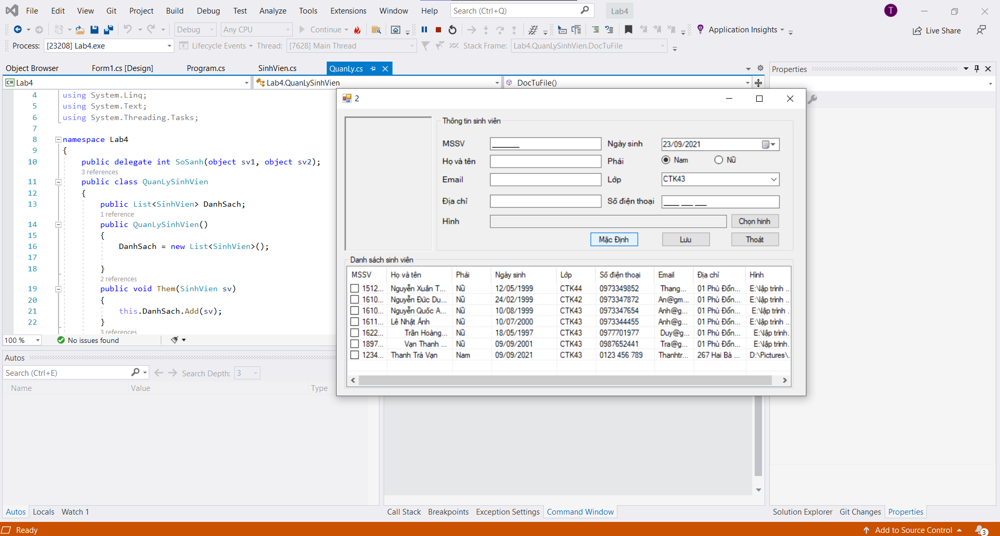 File Edit View Git Project Build Debug Test Analyze Tools Extensions Window Help Search (Ctrl+Q) Lab4 T
Debug Any CPU Continue Application Insights Live Share
Process: [23208] Lab4.exe Lifecycle Events Thread: [7628] Main Thread Stack Frame: Lab4.QuanLySinhVien.DocTuFile
Object Browser Form1.cs [Design] Program.cs SinhVien.cs QuanLy.cs
C# Lab4 Lab4.QuanLySinhVien DocTuFile()
4 using System.Linq;
5 using System.Text;
6 using System.Threading.Tasks;
7
8 namespace Lab4
9 {
10 public delegate int SoSanh(object sv1, object sv2);
3 references
11 public class QuanLySinhVien
12 {
13 public List<SinhVien> DanhSach;
1 reference
14 public QuanLySinhVien()
15 {
16 DanhSach = new List<SinhVien>();
17
18 }
2 references
19 public void Them(SinhVien sv)
20 {
21 this.DanhSach.Add(sv);
22 }
3 references
100 % No issues found
Autos
Search (Ctrl+E) Search Depth: 3
Name Value Type
Autos Locals Watch 1
2
Thông tin sinh viên
MSSV ______ Ngày sinh 23/09/2021
Họ và tên Phái Nam Nữ
Email Lớp CTK43
Địa chỉ Số điện thoại ____ ___ ___
Hình Chọn hình
Mặc Định Lưu Thoát
Danh sách sinh viên
MSSV Họ và tên Phái Ngày sinh Lớp Số điện thoại Email Địa chỉ Hình
1512... Nguyễn Xuân T... Nữ 12/05/1999 CTK44 0973349852 Thang... 01 Phù Đổn... E:\lập trình ..
1610... Nguyễn Đức Du... Nữ 24/02/1999 CTK42 0973347872 An@gm... 01 Phù Đổn... E:\lập trình ..
1610... Nguyễn Quốc A... Nữ 10/08/1999 CTK43 0973347654 Anh@g... 01 Phù Đổn... E:\lập trình .
1611... Lê Nhật Ánh Nữ 10/07/2000 CTK43 0973344455 Anh@g... 01 Phù Đổn... E:\lập trình ..
1622... Trần Hoàng... Nữ 18/05/1997 CTK43 0977701977 Duy@g... 01 Phù Đổn... E:\lập trình.
1897... Vạn Thanh ... Nữ 09/09/2001 CTK43 0987652441 Tra@g... 01 Phù Đổn... E:\lập trình.
1234... Thanh Trà Vạn Nam 09/09/2021 CTK43 0123 456 789 Thanhtr... 267 Hai Bà ... D:\Pictures\.
Call Stack Breakpoints Exception Settings Command Window
Properties
Solution Explorer Git Changes Properties
Ready Add to Source Control 3